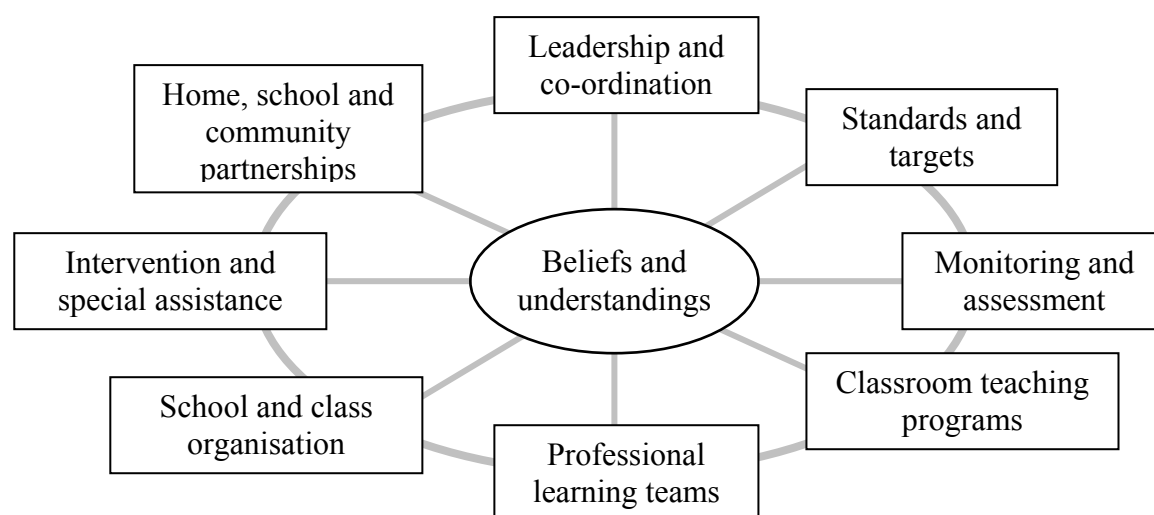 Leadership and
co-ordination
Home, school and
community
partnerships
Standards and
targets
Intervention and
special assistance
Beliefs and
understandings
Monitoring and
assessment
School and class
organisation
Professional
learning teams
Classroom teaching
programs